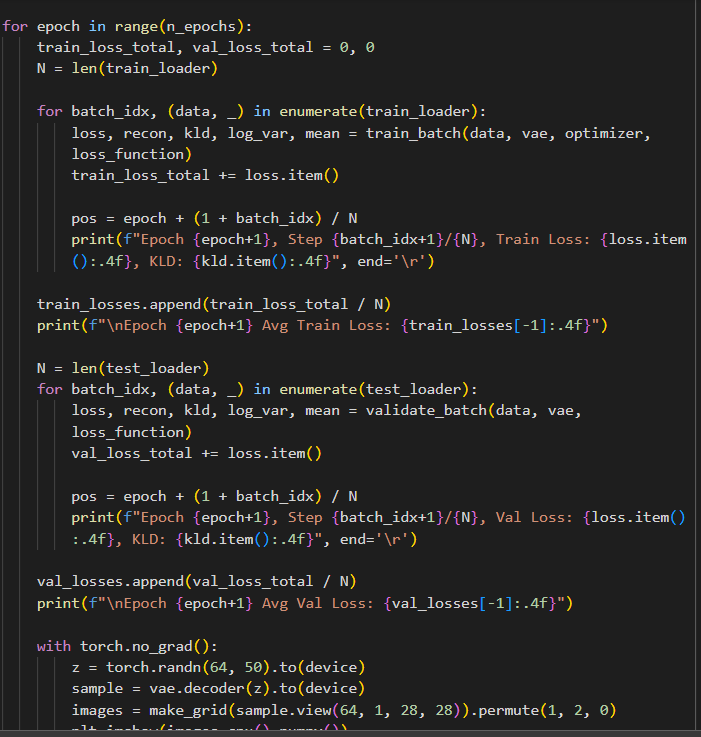 for epoch in range(n_epochs):
    train_loss_total, val_loss_total = 0, 0
    N = len(train_loader)

    for batch_idx, (data, _) in enumerate(train_loader):
        loss, recon, kld, log_var, mean = train_batch(data, vae, optimizer,
        loss_function)
        train_loss_total += loss.item()

        pos = epoch + (1 + batch_idx) / N
        print(f"Epoch {epoch+1}, Step {batch_idx+1}/{N}, Train Loss: {loss.item
        ():.4f}, KLD: {kld.item():.4f}", end='\r')

    train_losses.append(train_loss_total / N)
    print(f"\nEpoch {epoch+1} Avg Train Loss: {train_losses[-1]:.4f}")

    N = len(test_loader)
    for batch_idx, (data, _) in enumerate(test_loader):
        loss, recon, kld, log_var, mean = validate_batch(data, vae,
        loss_function)
        val_loss_total += loss.item()

        pos = epoch + (1 + batch_idx) / N
        print(f"Epoch {epoch+1}, Step {batch_idx+1}/{N}, Val Loss: {loss.item()
        :.4f}, KLD: {kld.item():.4f}", end='\r')

    val_losses.append(val_loss_total / N)
    print(f"\nEpoch {epoch+1} Avg Val Loss: {val_losses[-1]:.4f}")

    with torch.no_grad():
        z = torch.randn(64, 50).to(device)
        sample = vae.decoder(z).to(device)
        images = make_grid(sample.view(64, 1, 28, 28)).permute(1, 2, 0)